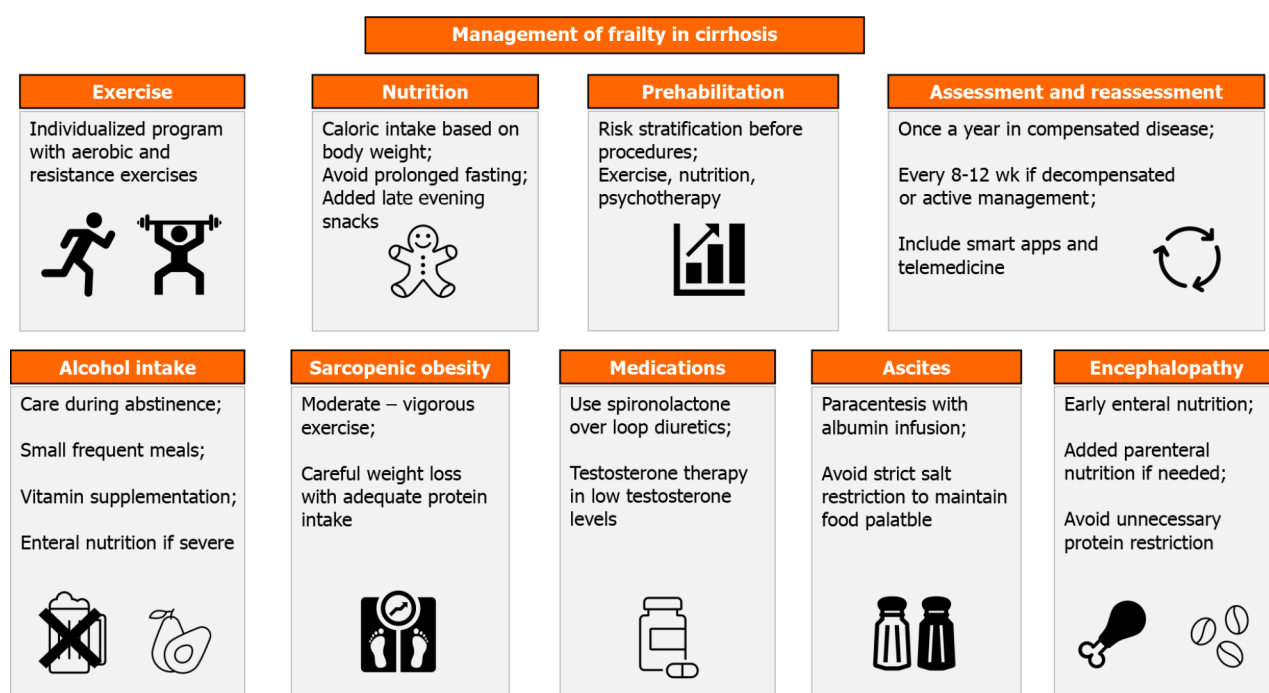 Management of frailty in cirrhosis
Exercise
Individualized program
with aerobic and
resistance exercises
Nutrition
Caloric intake based on
body weight;
Avoid prolonged fasting;
Added late evening
snacks
Prehabilitation
Risk stratification before
procedures;
Exercise, nutrition,
psychotherapy
Assessment and reassessment
Once a year in compensated disease;
Every 8-12 wk if decompensated
or active management;
Include smart apps and
telemedicine
Alcohol intake
Care during abstinence;
Small frequent meals;
Vitamin supplementation;
Enteral nutrition if severe
Sarcopenic obesity
Moderate – vigorous
exercise;
Careful weight loss
with adequate protein
intake
Medications
Use spironolactone
over loop diuretics;
Testosterone therapy
in low testosterone
levels
Ascites
Paracentesis with
albumin infusion;
Avoid strict salt
restriction to maintain
food palatble
Encephalopathy
Early enteral nutrition;
Added parenteral
nutrition if needed;
Avoid unnecessary
protein restriction